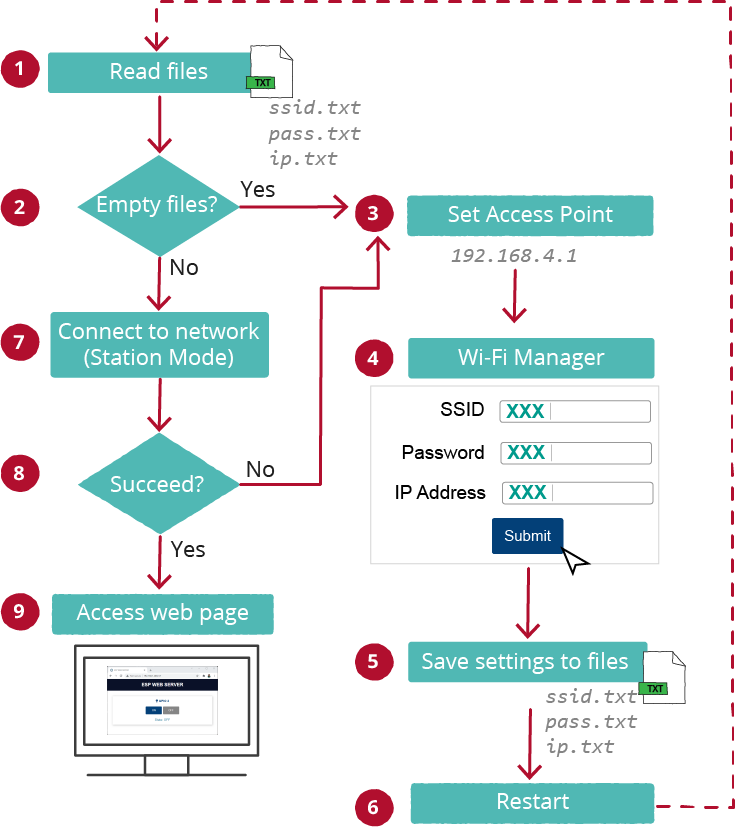 1
Read files
TXT
ssid.txt
pass.txt
ip.txt
2
Empty files?
Yes
No
3
Set Access Point
192.168.4.1
4
Wi-Fi Manager
SSID
XXX
Password
XXX
IP Address
XXX
Submit
5
Save settings to files
TXT
ssid.txt
pass.txt
ip.txt
6
Restart
7
Connect to network
(Station Mode)
8
Succeed?
No
Yes
9
Access web page
ESP WEB SERVER